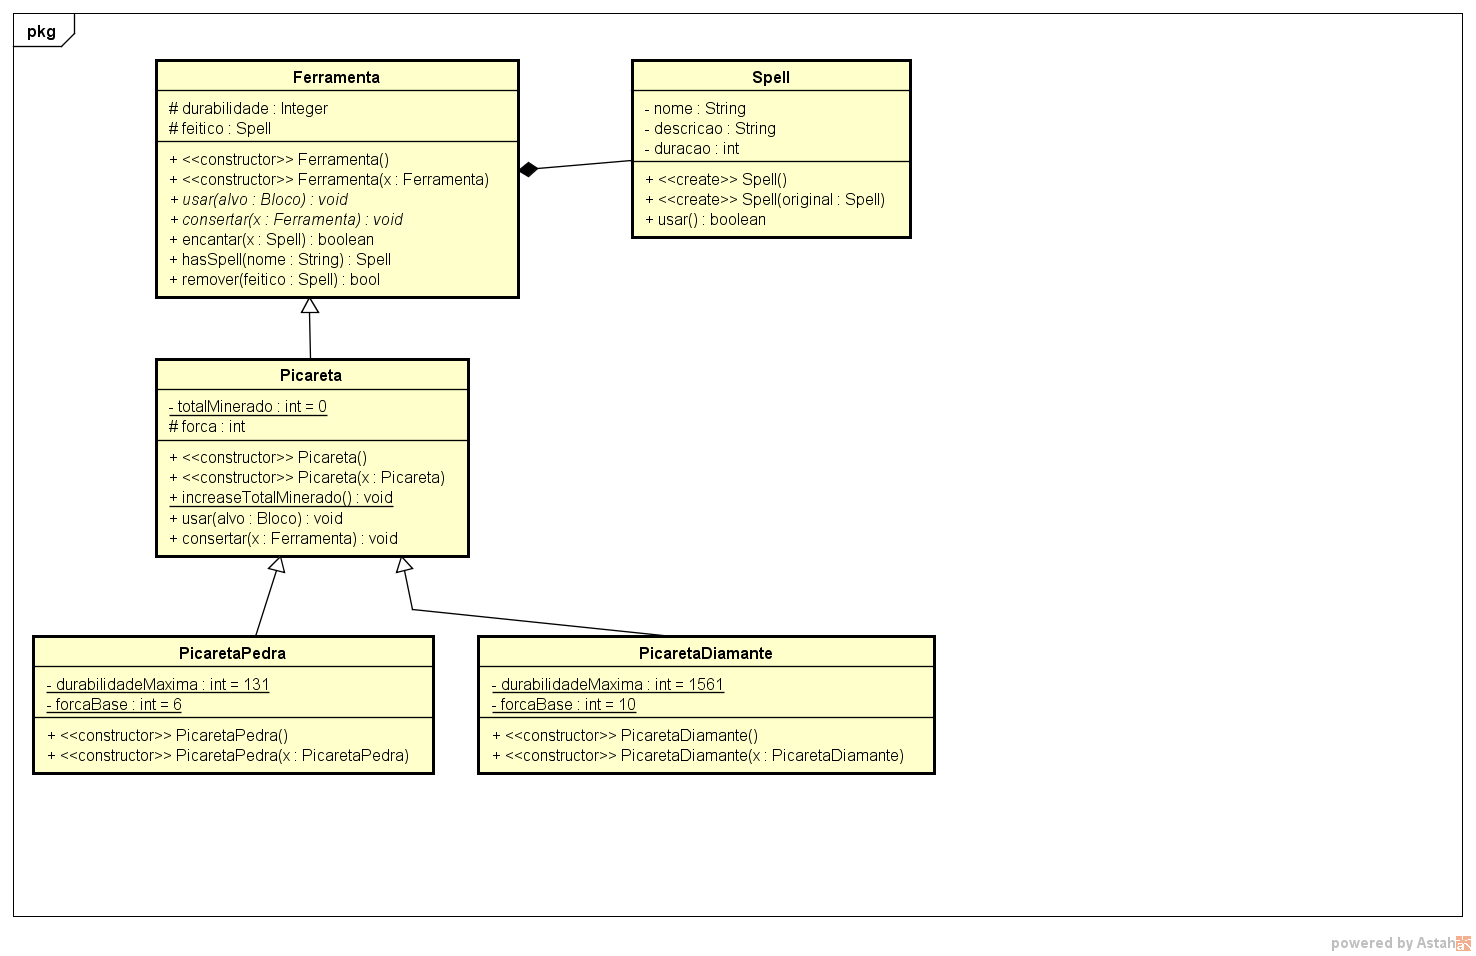 pkg
Ferramenta
# durabilidade : Integer
# feitico : Spell
+ <<constructor>> Ferramenta()
+ <<constructor>> Ferramenta(x : Ferramenta)
+ usar(alvo : Bloco) : void
+ consertar(x : Ferramenta) : void
+ encantar(x : Spell) : boolean
+ hasSpell(nome : String) : Spell
+ remover(feitico : Spell) : bool
Spell
- nome : String
- descricao : String
- duracao : int
+ <<create>> Spell()
+ <<create>> Spell(original : Spell)
+ usar() : boolean
Picareta
- totalMinerado : int = 0
# forca : int
+ <<constructor>> Picareta()
+ <<constructor>> Picareta(x : Picareta)
+ increaseTotalMinerado() : void
+ usar(alvo : Bloco) : void
+ consertar(x : Ferramenta) : void
PicaretaPedra
- durabilidadeMaxima : int = 131
- forcaBase : int = 6
+ <<constructor>> PicaretaPedra()
+ <<constructor>> PicaretaPedra(x : PicaretaPedra)
PicaretaDiamante
- durabilidadeMaxima : int = 1561
- forcaBase : int = 10
+ <<constructor>> PicaretaDiamante()
+ <<constructor>> PicaretaDiamante(x : PicaretaDiamante)
powered by Astah